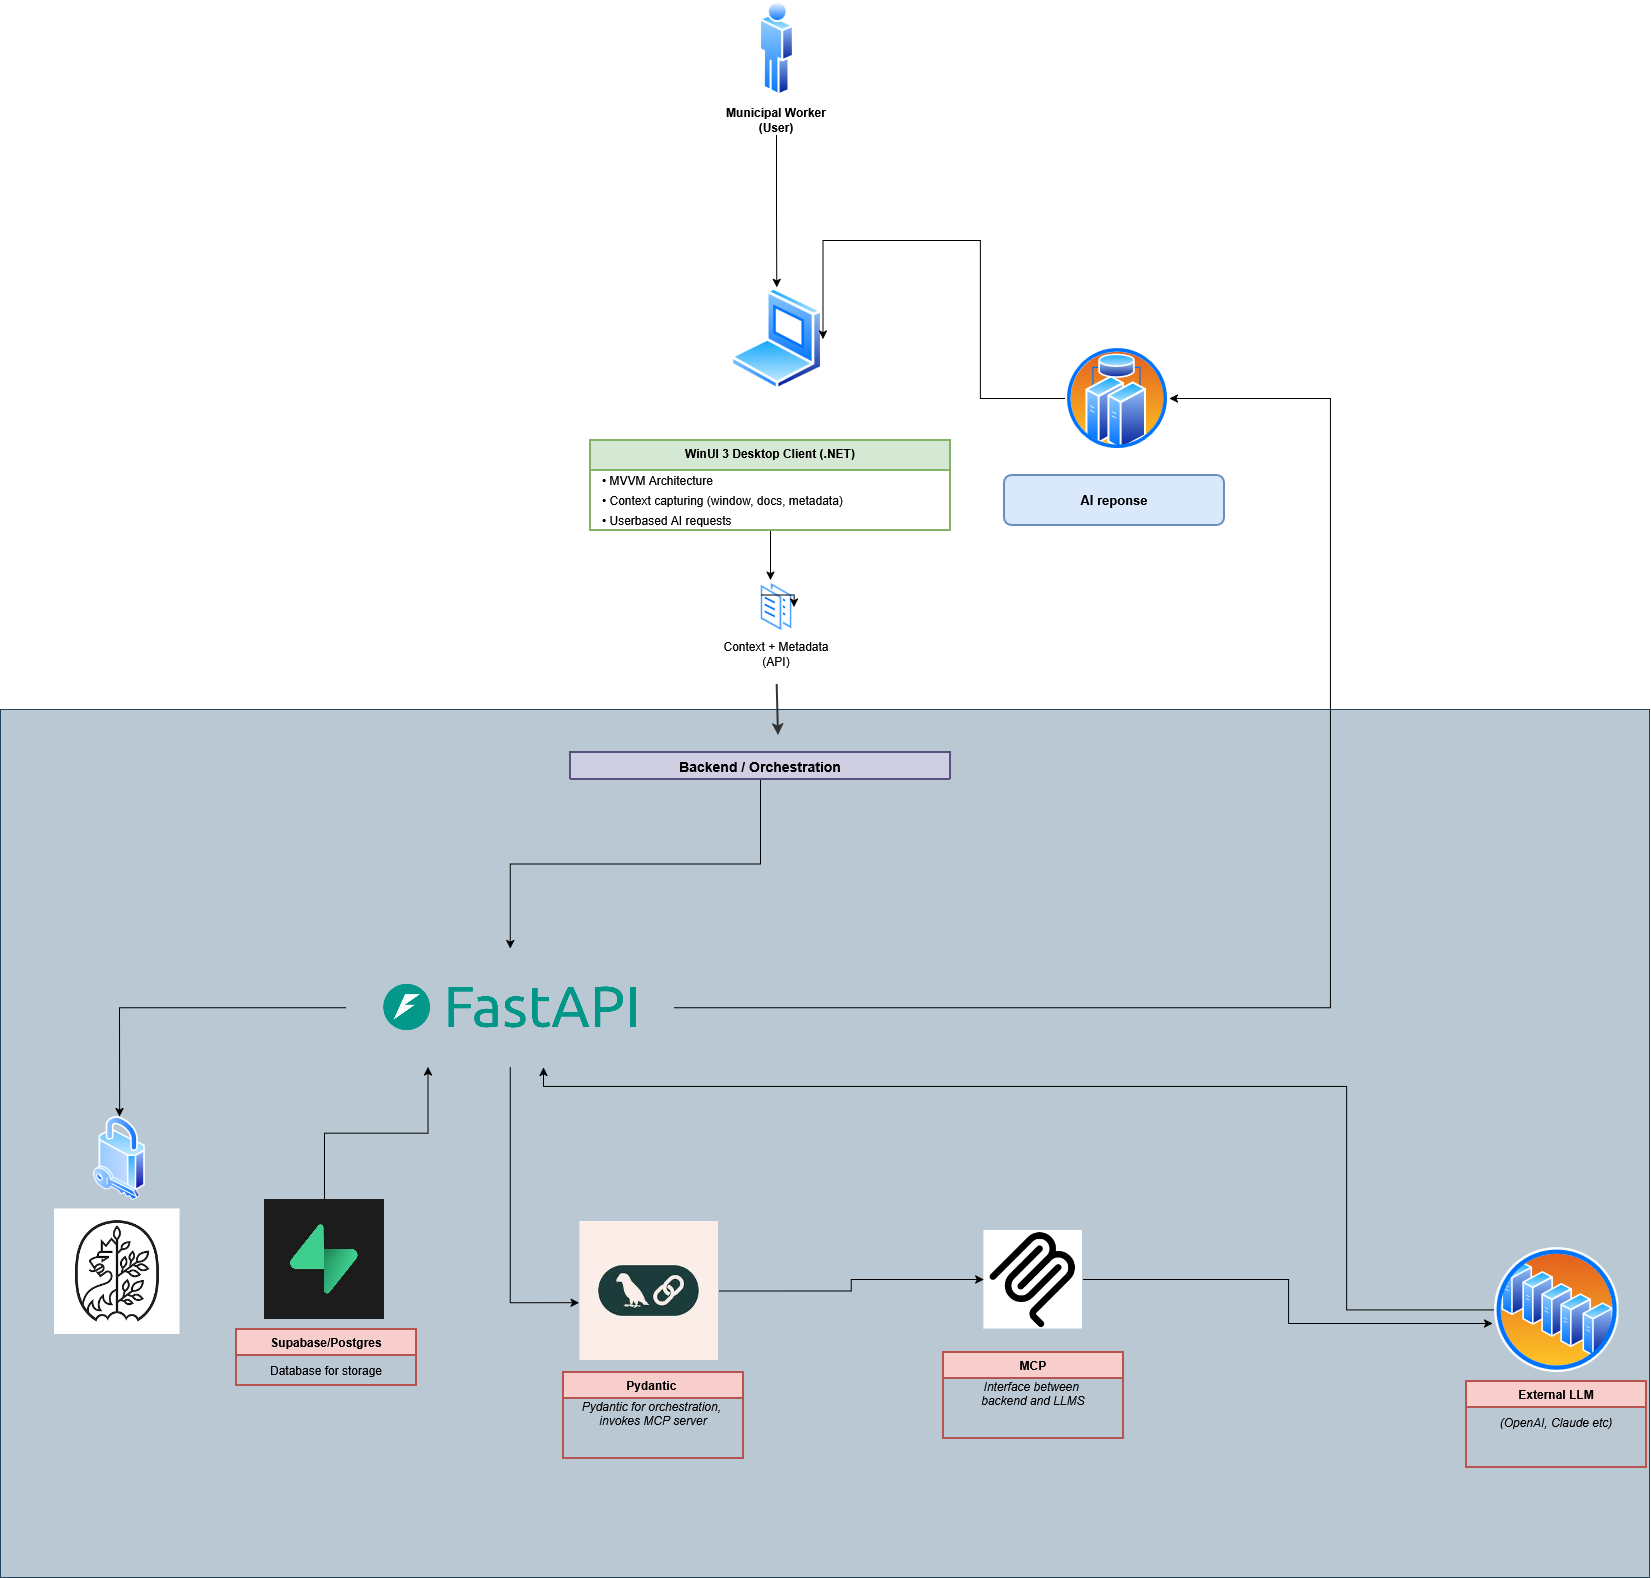 Municipal Worker
(User)
WinUI 3 Desktop Client (.NET)
• MVVM Architecture
• Context capturing (window, docs, metadata)
• Userbased AI requests
AI reponse
Context + Metadata
(API)
Backend / Orchestration
FastAPI
Supabase/Postgres
Database for storage
Pydantic
Pydantic for orchestration,
invokes MCP server
MCP
Interface between
backend and LLMS
External LLM
(OpenAI, Claude etc)